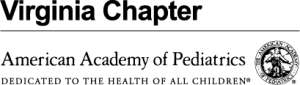 Virginia Chapter
American Academy of Pediatrics
DEDICATED TO THE HEALTH OF ALL CHILDREN®